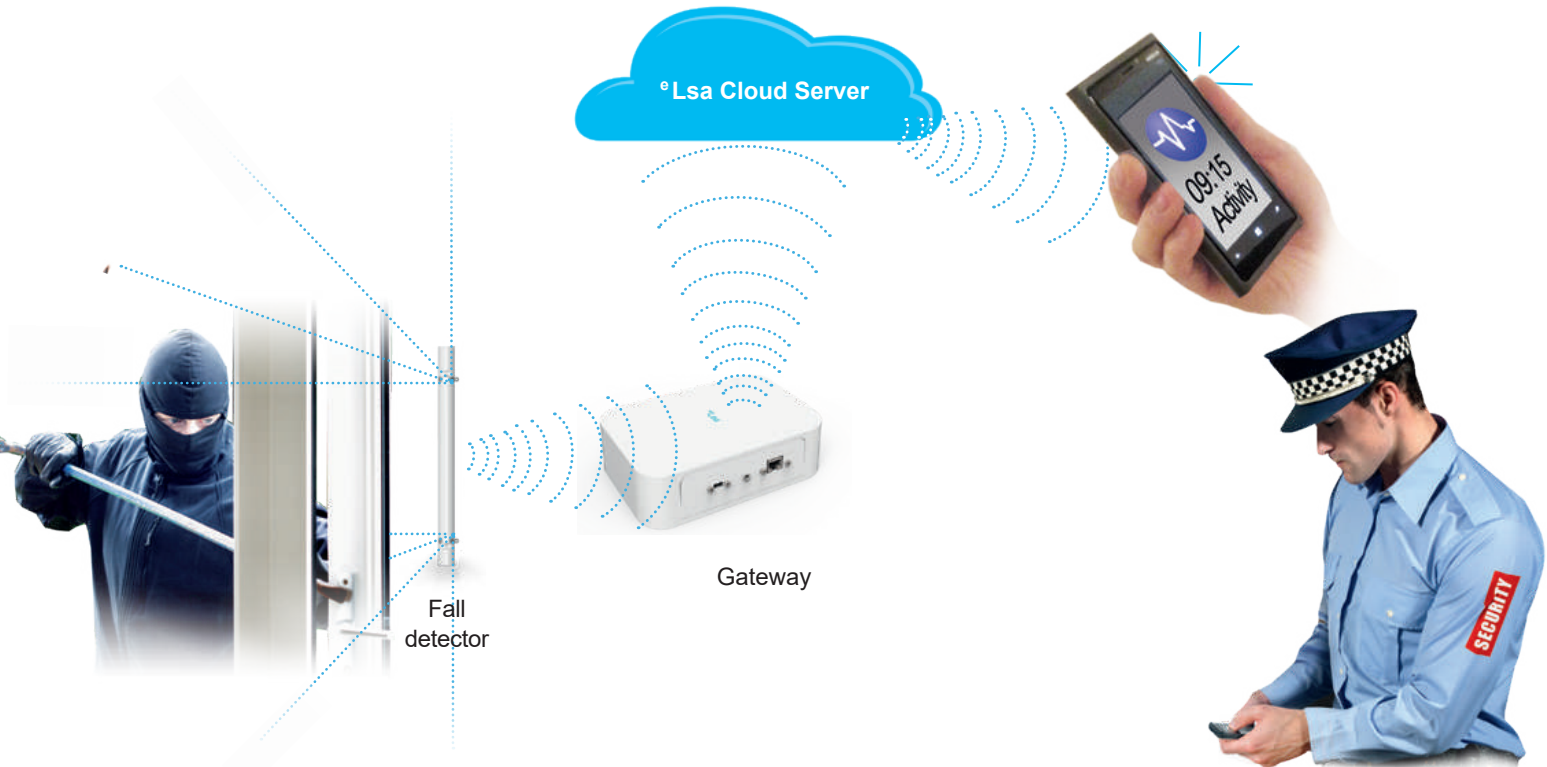 eLsa Cloud Server
09:15
Activity
Gateway
Fall
detector
SECURITY